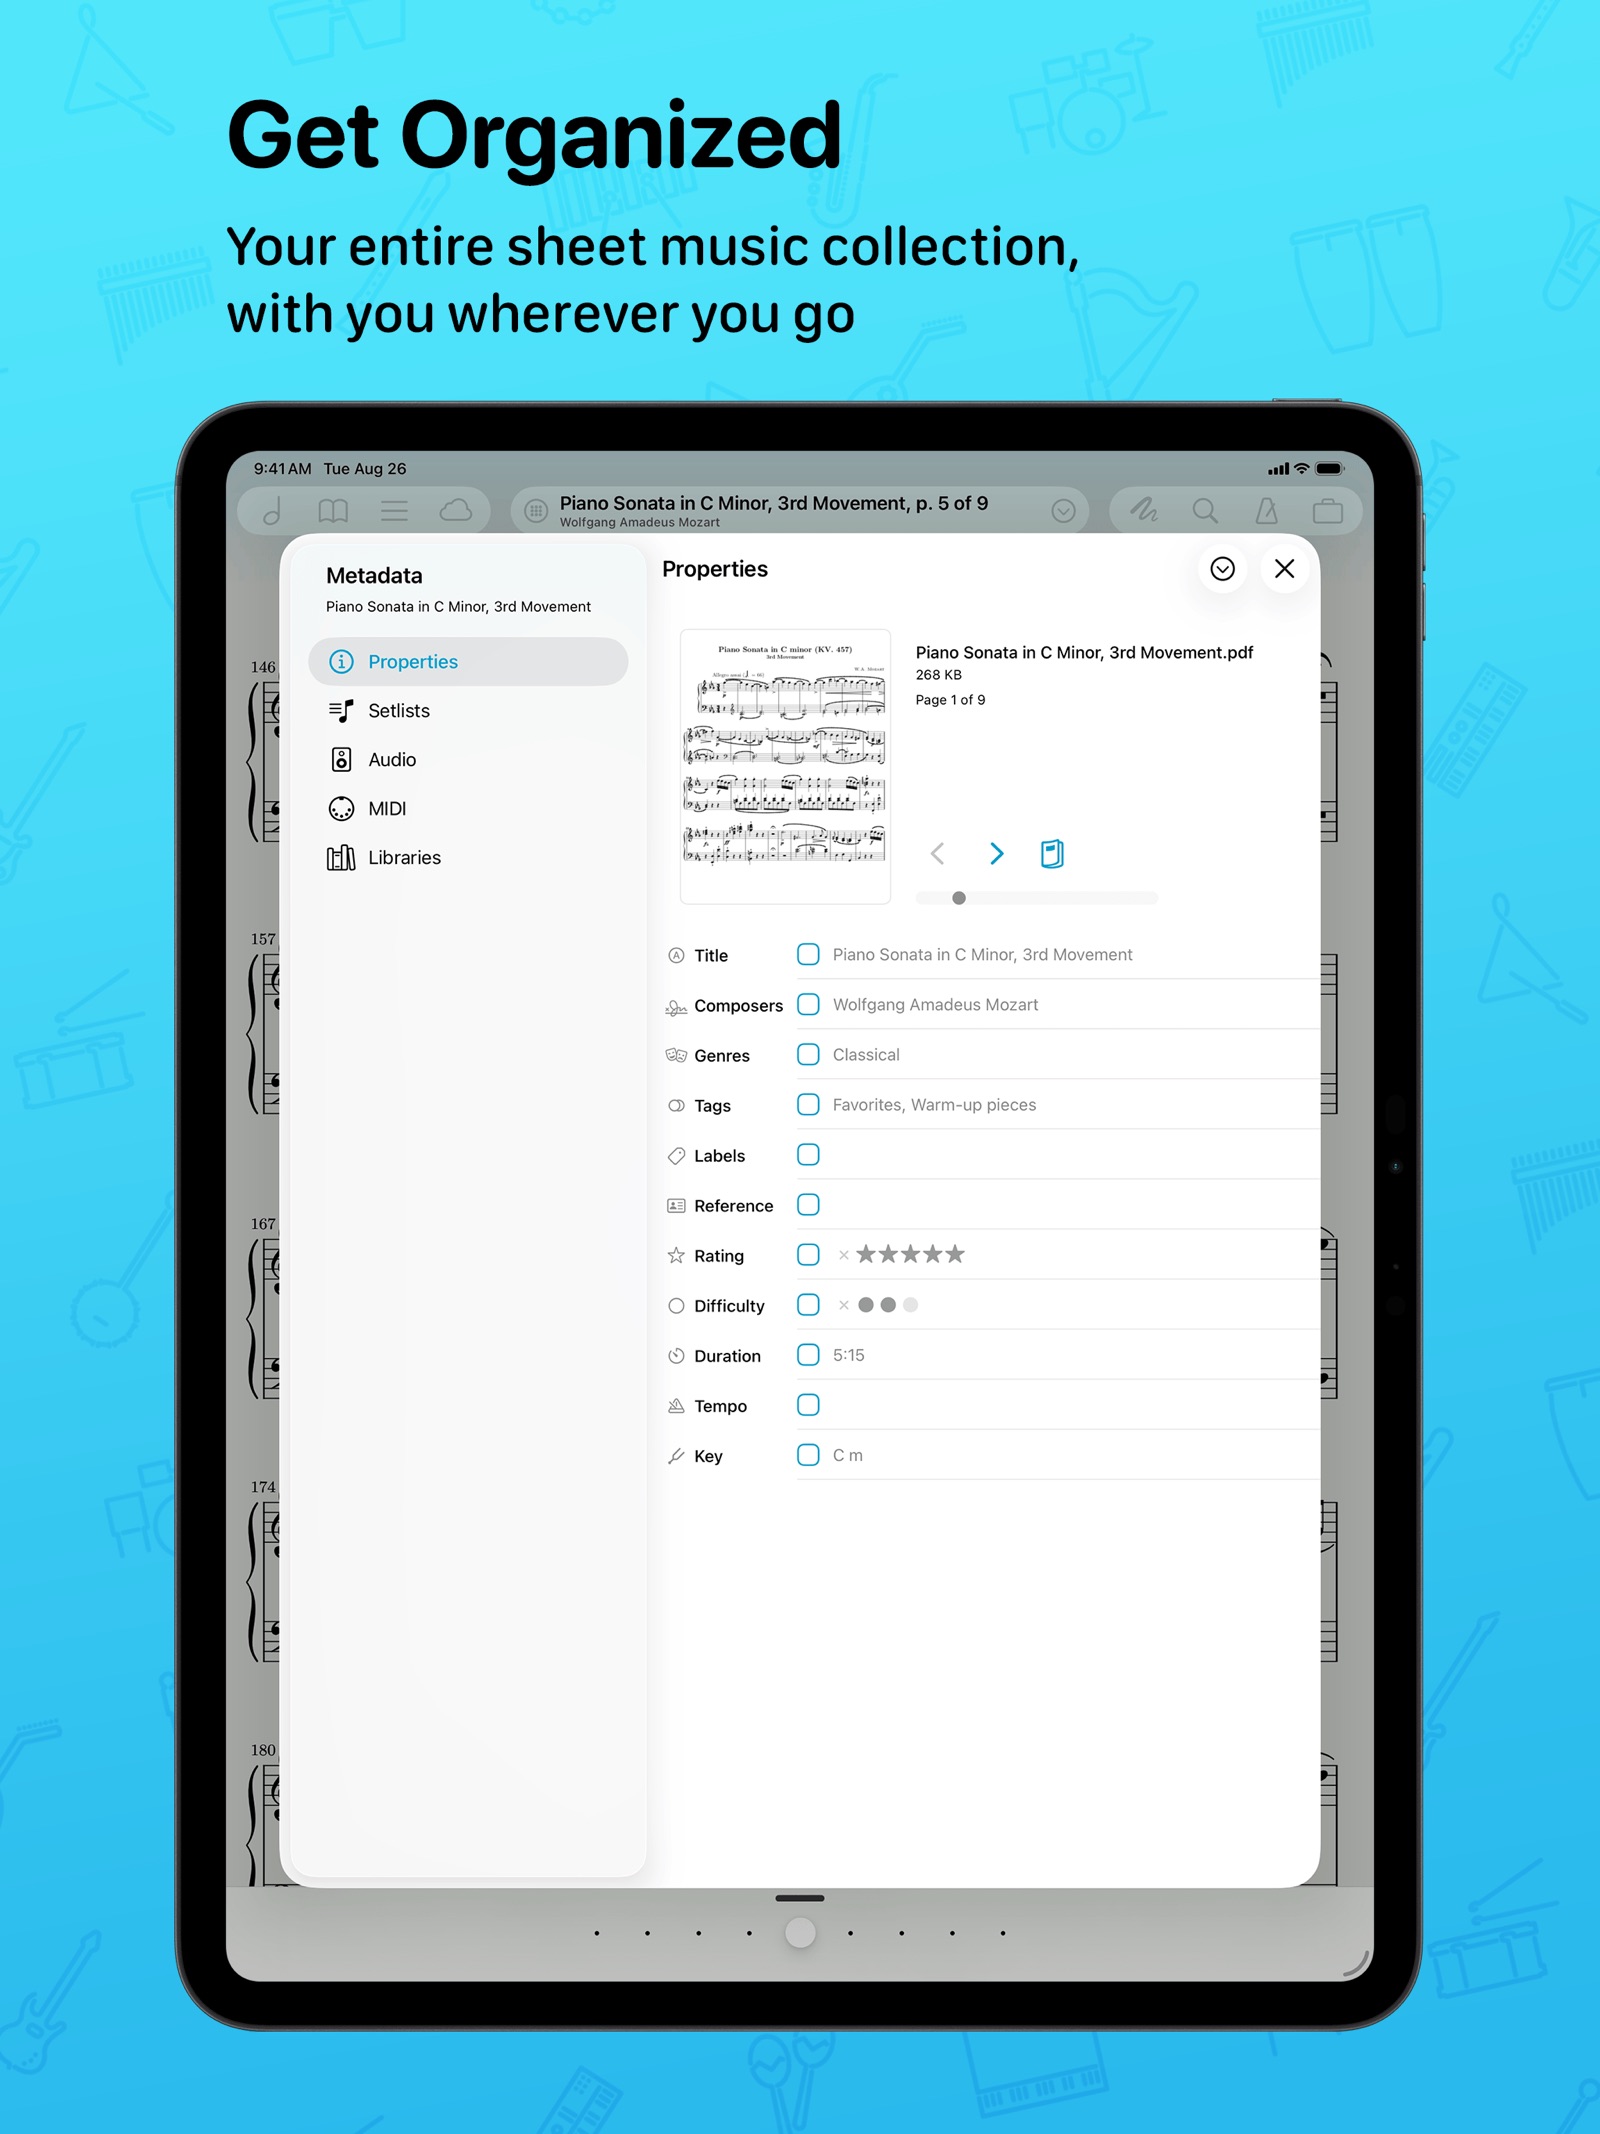 Get Organized
Your entire sheet music collection,
with you wherever you go
9:41 AM Tue Aug 26
Piano Sonata in C Minor, 3rd Movement, p. 5 of 9
Wolfgang Amadeus Mozart
Metadata
Piano Sonata in C Minor, 3rd Movement
Properties
Setlists
Audio
MIDI
Libraries
Properties
Piano Sonata in C minor (KV. 457)
3rd Movement
W.A. Mozart
Allegro assai (♩ = 66)
Piano Sonata in C Minor, 3rd Movement.pdf
268 KB
Page 1 of 9
Title Piano Sonata in C Minor, 3rd Movement
Composers Wolfgang Amadeus Mozart
Genres Classical
Tags Favorites, Warm-up pieces
Labels
Reference
Rating
Difficulty
Duration 5:15
Tempo
Key C m
146
157
167
174
180